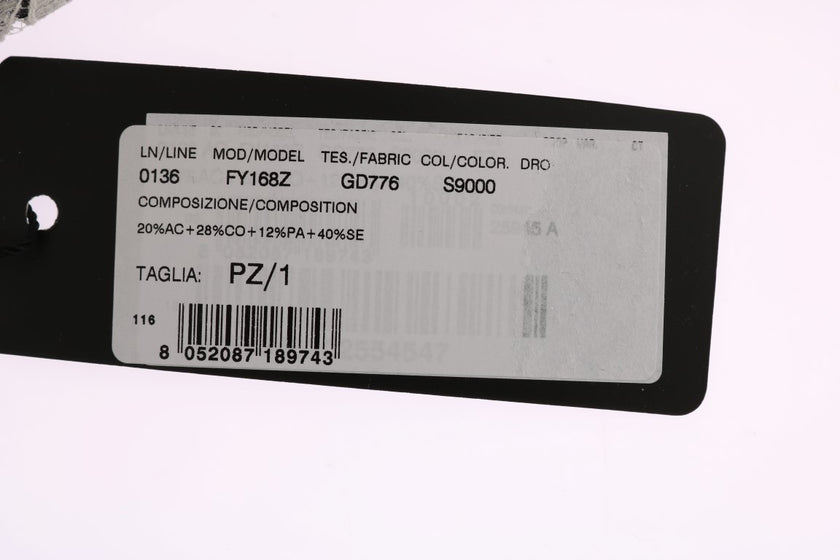 LN/LINE MOD/MODEL TES./FABRIC COL/COLOR. DRO
0136 FY168Z GD776 S9000
COMPOSIZIONE/COMPOSITION
20%AC+28%CO+12%PA+40%SE
TAGLIA: PZ/1
116
8 052087 189743